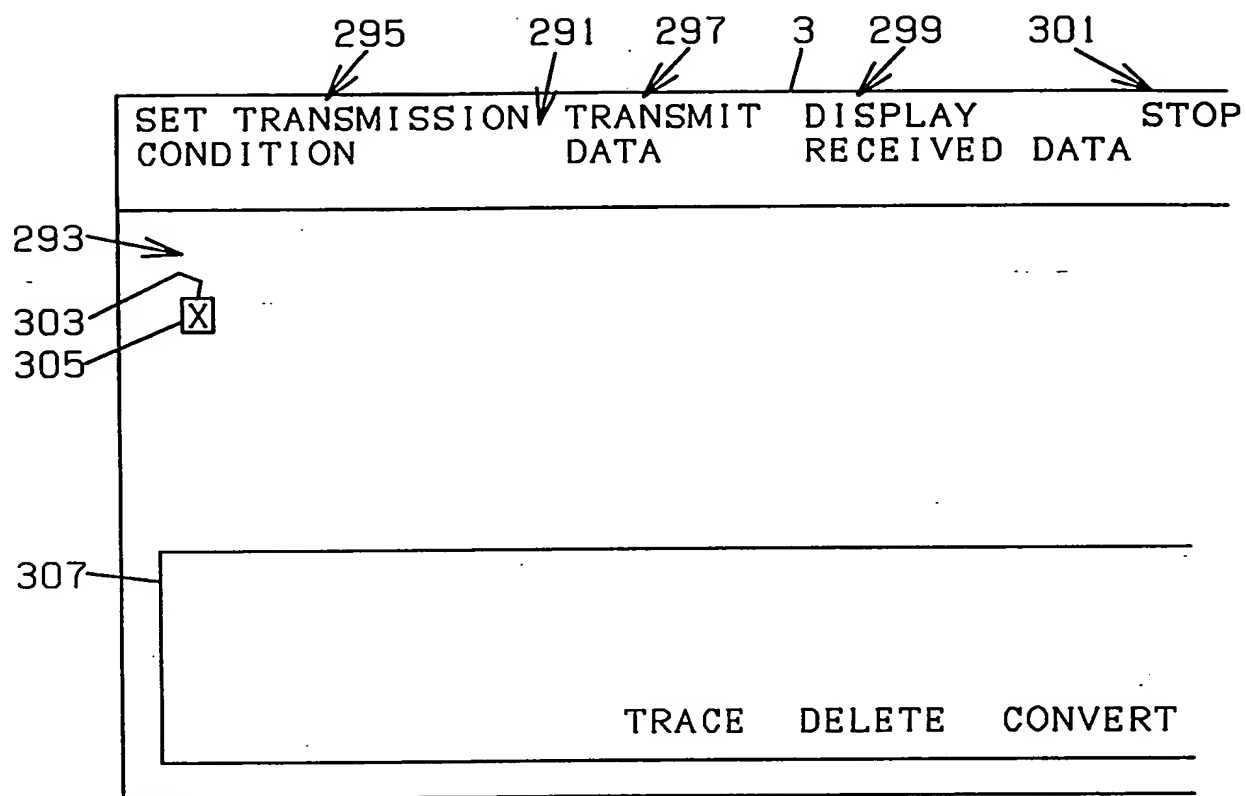 295 291 297 3 299 301
SET TRANSMISSION TRANSMIT DISPLAY STOP
CONDITION DATA RECEIVED DATA
293
303 X
305
307
TRACE DELETE CONVERT